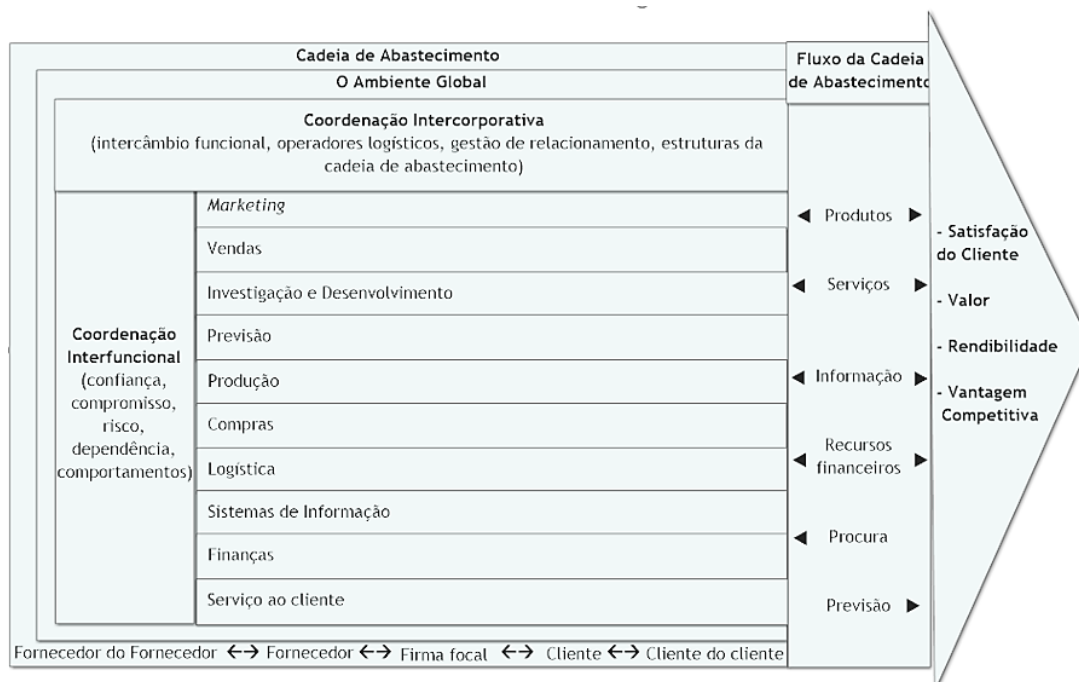 Cadeia de Abastecimento
O Ambiente Global
Coordenação Intercorporativa
(intercâmbio funcional, operadores logísticos, gestão de relacionamento, estruturas da
cadeia de abastecimento)
Coordenação
Interfuncional
(confiança,
compromisso,
risco,
dependência,
comportamentos)
Marketing
Vendas
Investigação e Desenvolvimento
Previsão
Produção
Compras
Logística
Sistemas de Informação
Finanças
Serviço ao cliente
Fornecedor do Fornecedor ←→ Fornecedor ←→ Firma focal ←→ Cliente ←→ Cliente do cliente
Fluxo da Cadeia
de Abastecimento
◄ Produtos ►
◄ Serviços ►
◄ Informação ►
Recursos
◄ financeiros ►
◄ Procura
Previsão ►
- Satisfação
do Cliente
- Valor
- Rendibilidade
- Vantagem
Competitiva